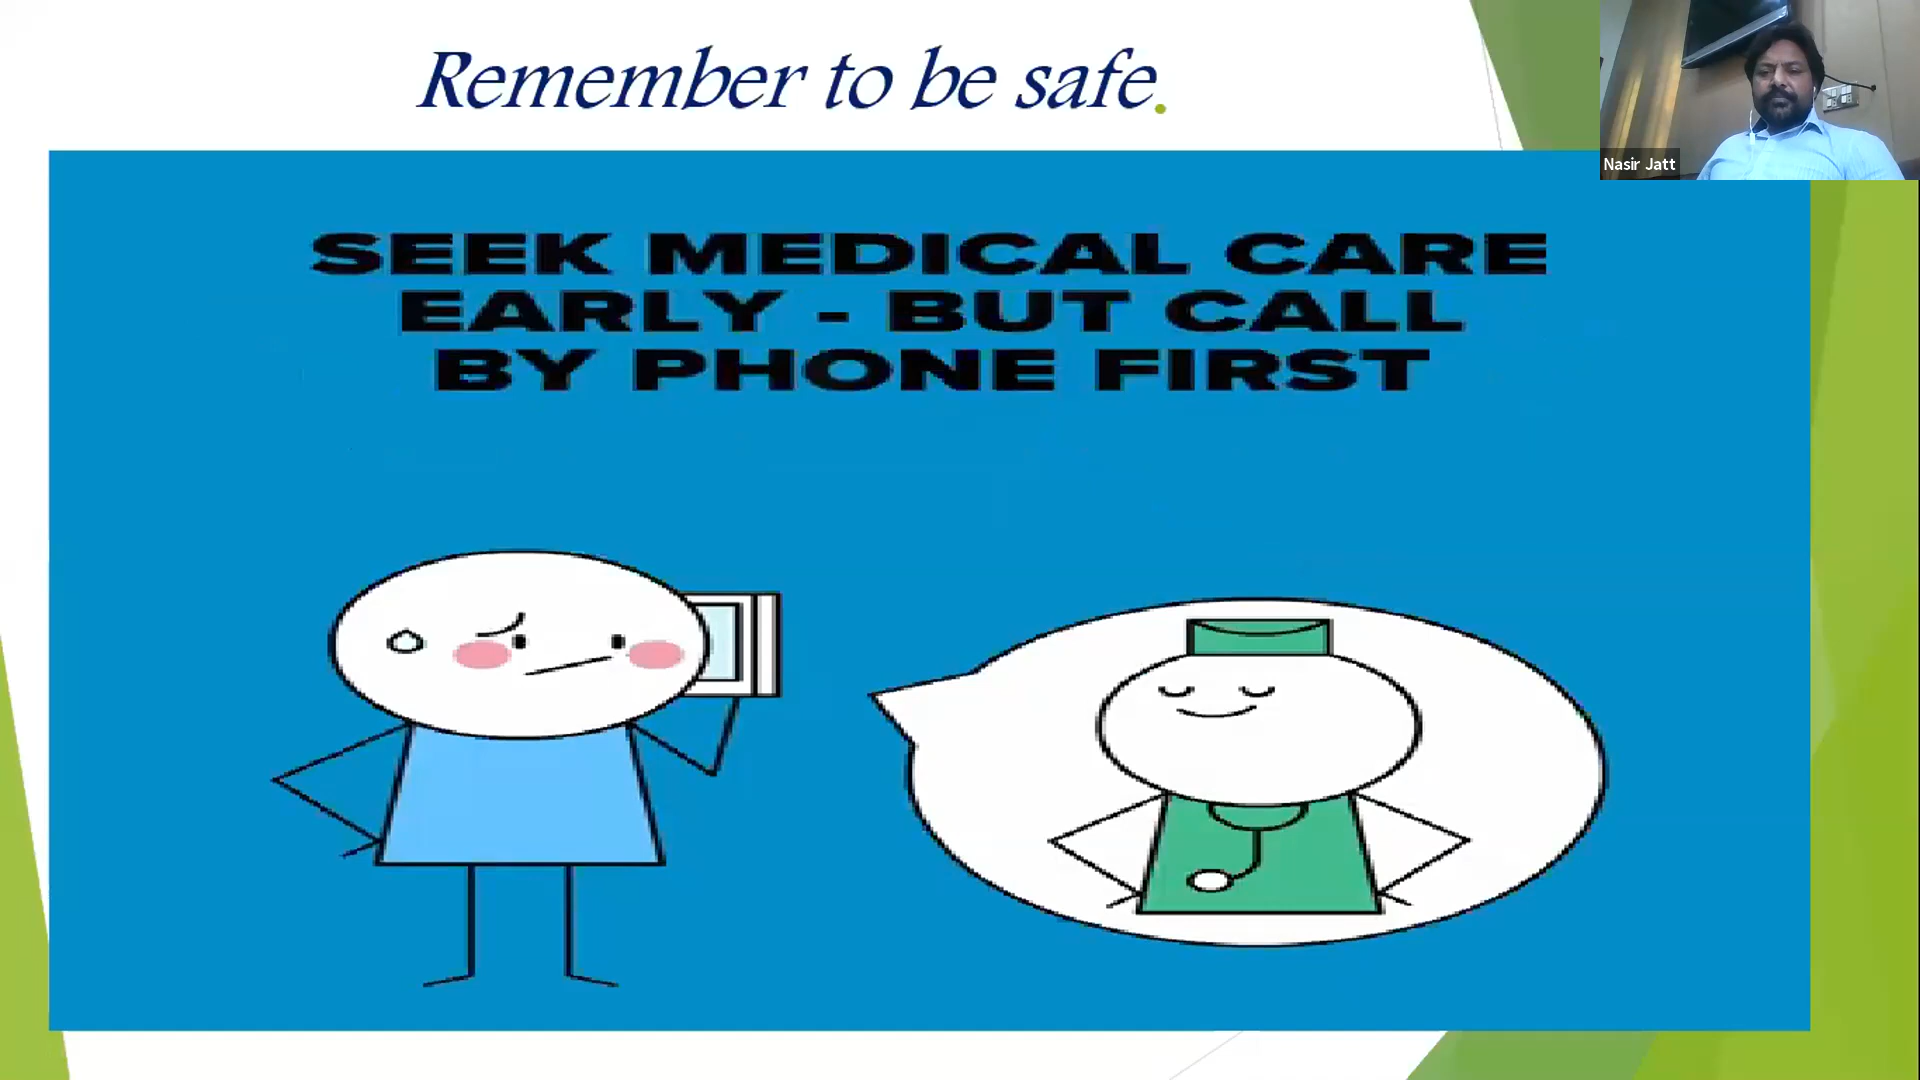 Remember to be safe.
Nasir Jatt
SEEK MEDICAL CARE
EARLY - BUT CALL
BY PHONE FIRST